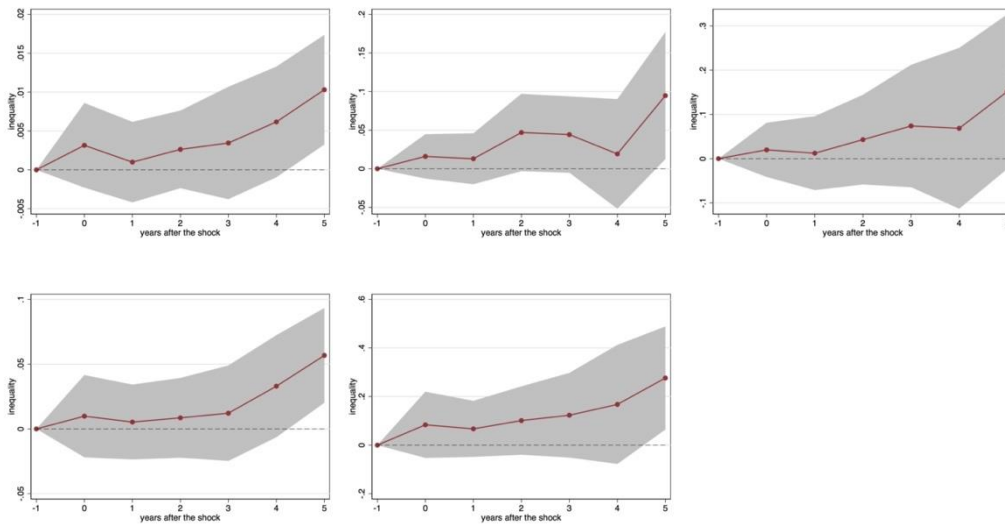 inequality
.02
.015
.01
.005
0
-.005
-1 0 1 2 3 4 5
years after the shock
inequality
.2
.15
.1
.05
0
-.05
-1 0 1 2 3 4 5
years after the shock
inequality
.3
.2
.1
0
-.1
-1 0 1 2 3 4
years after the shock
inequality
.1
.05
0
-.05
-1 0 1 2 3 4 5
years after the shock
inequality
.6
.4
.2
0
-.2
-1 0 1 2 3 4 5
years after the shock